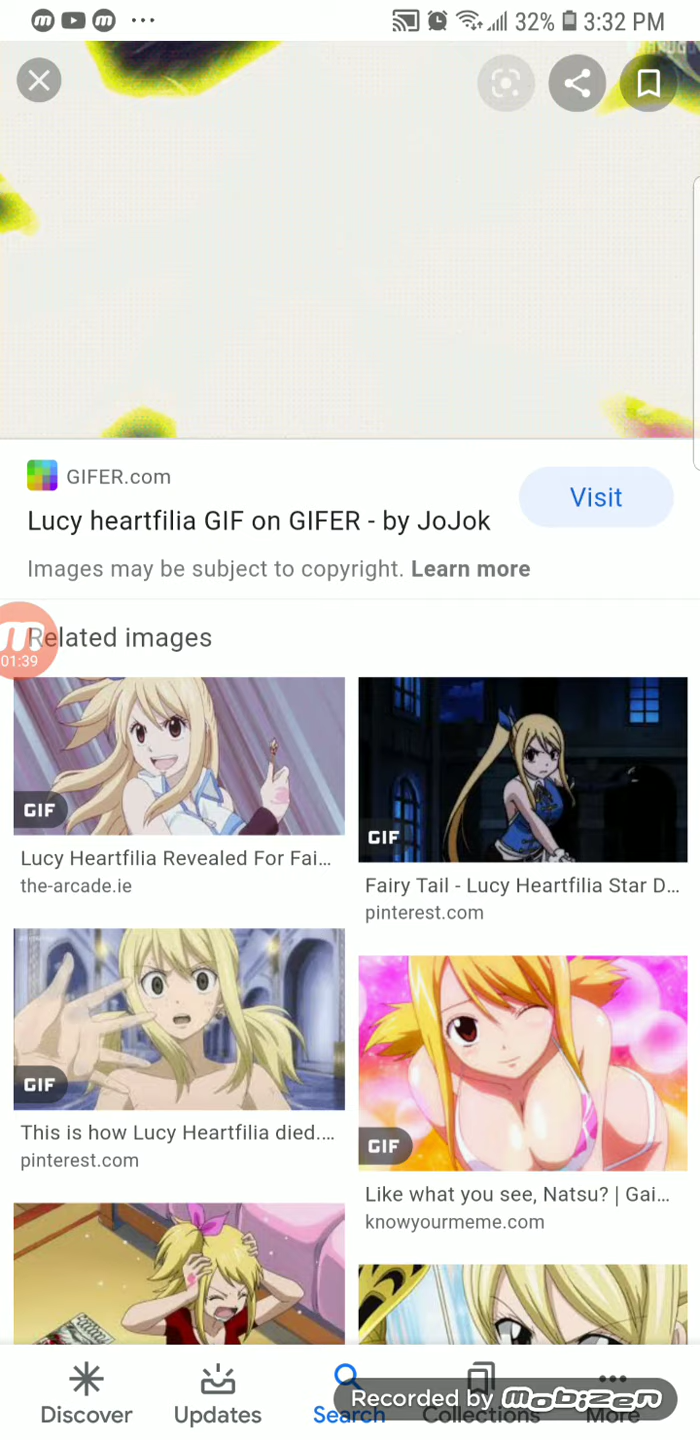 32% 3:32 PM
GIFER.com
Visit
Lucy heartfilia GIF on GIFER - by JoJok
Images may be subject to copyright. Learn more
Related images
01:39
GIF
Lucy Heartfilia Revealed For Fai...
the-arcade.ie
GIF
Fairy Tail - Lucy Heartfilia Star D...
pinterest.com
GIF
This is how Lucy Heartfilia died....
pinterest.com
GIF
Like what you see, Natsu? | Gai...
knowyourmeme.com
Recorded by mobizen
Discover Updates Search Collections More